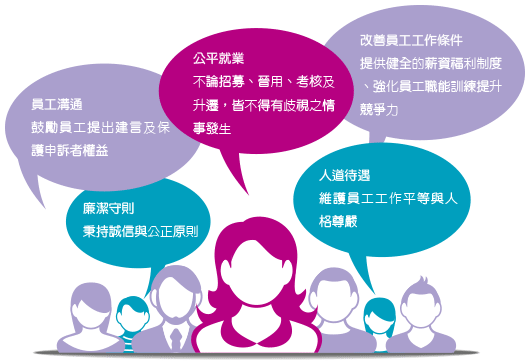 員工溝通
鼓勵員工提出建言及保
護申訴者權益
公平就業
不論招募、晉用、考核及
升遷，皆不得有歧視之情
事發生
改善員工工作條件
提供健全的薪資福利制度
、強化員工職能訓練提升
競爭力
廉潔守則
秉持誠信與公正原則
人道待遇
維護員工工作平等與人
格尊嚴